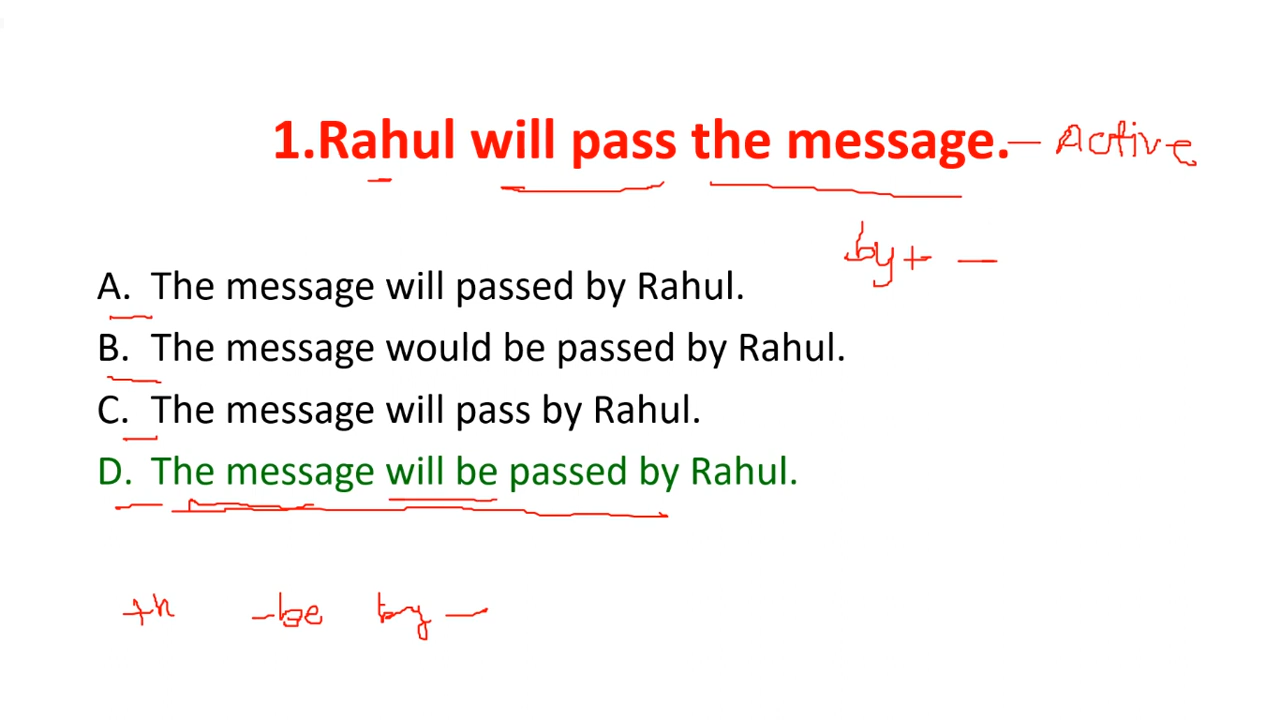 1.Rahul will pass the message. — Active
by + —
A. The message will passed by Rahul.
B. The message would be passed by Rahul.
C. The message will pass by Rahul.
D. The message will be passed by Rahul.
th — be by —